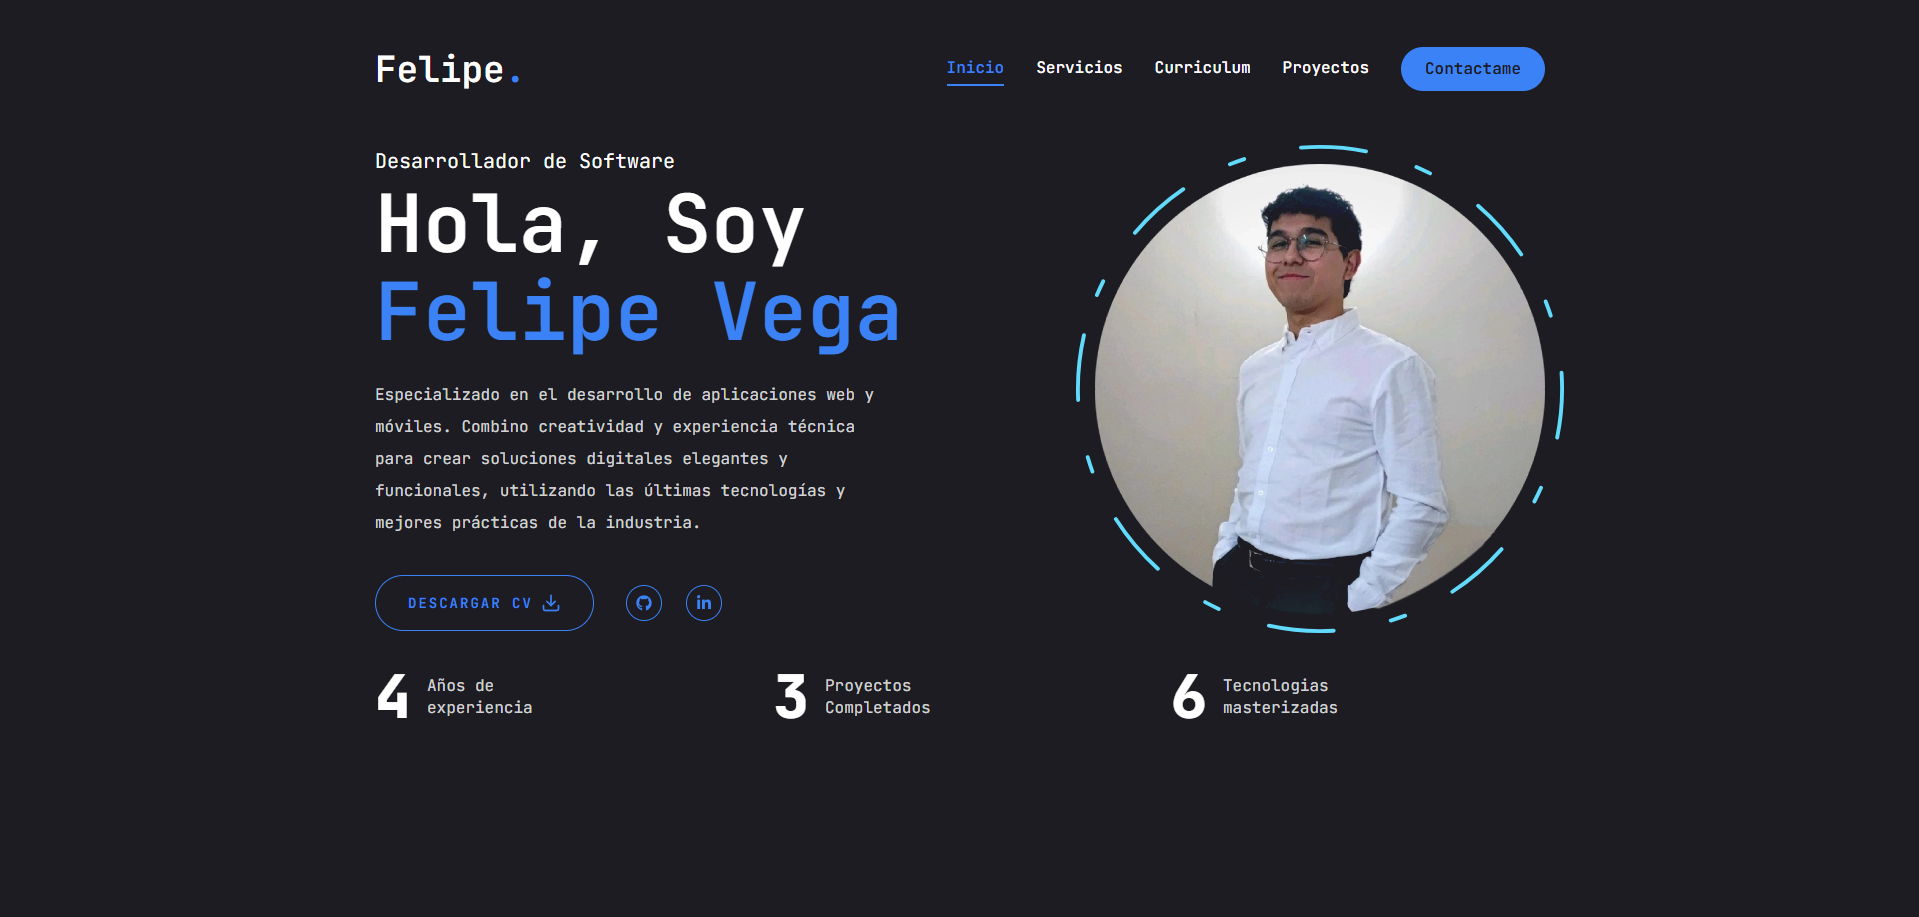 Felipe.
Inicio Servicios Curriculum Proyectos Contactame
Desarrollador de Software
Hola, Soy
Felipe Vega
Especializado en el desarrollo de aplicaciones web y
móviles. Combino creatividad y experiencia técnica
para crear soluciones digitales elegantes y
funcionales, utilizando las últimas tecnologías y
mejores prácticas de la industria.
DESCARGAR CV
in
4 Años de
experiencia
3 Proyectos
Completados
6 Tecnologias
masterizadas